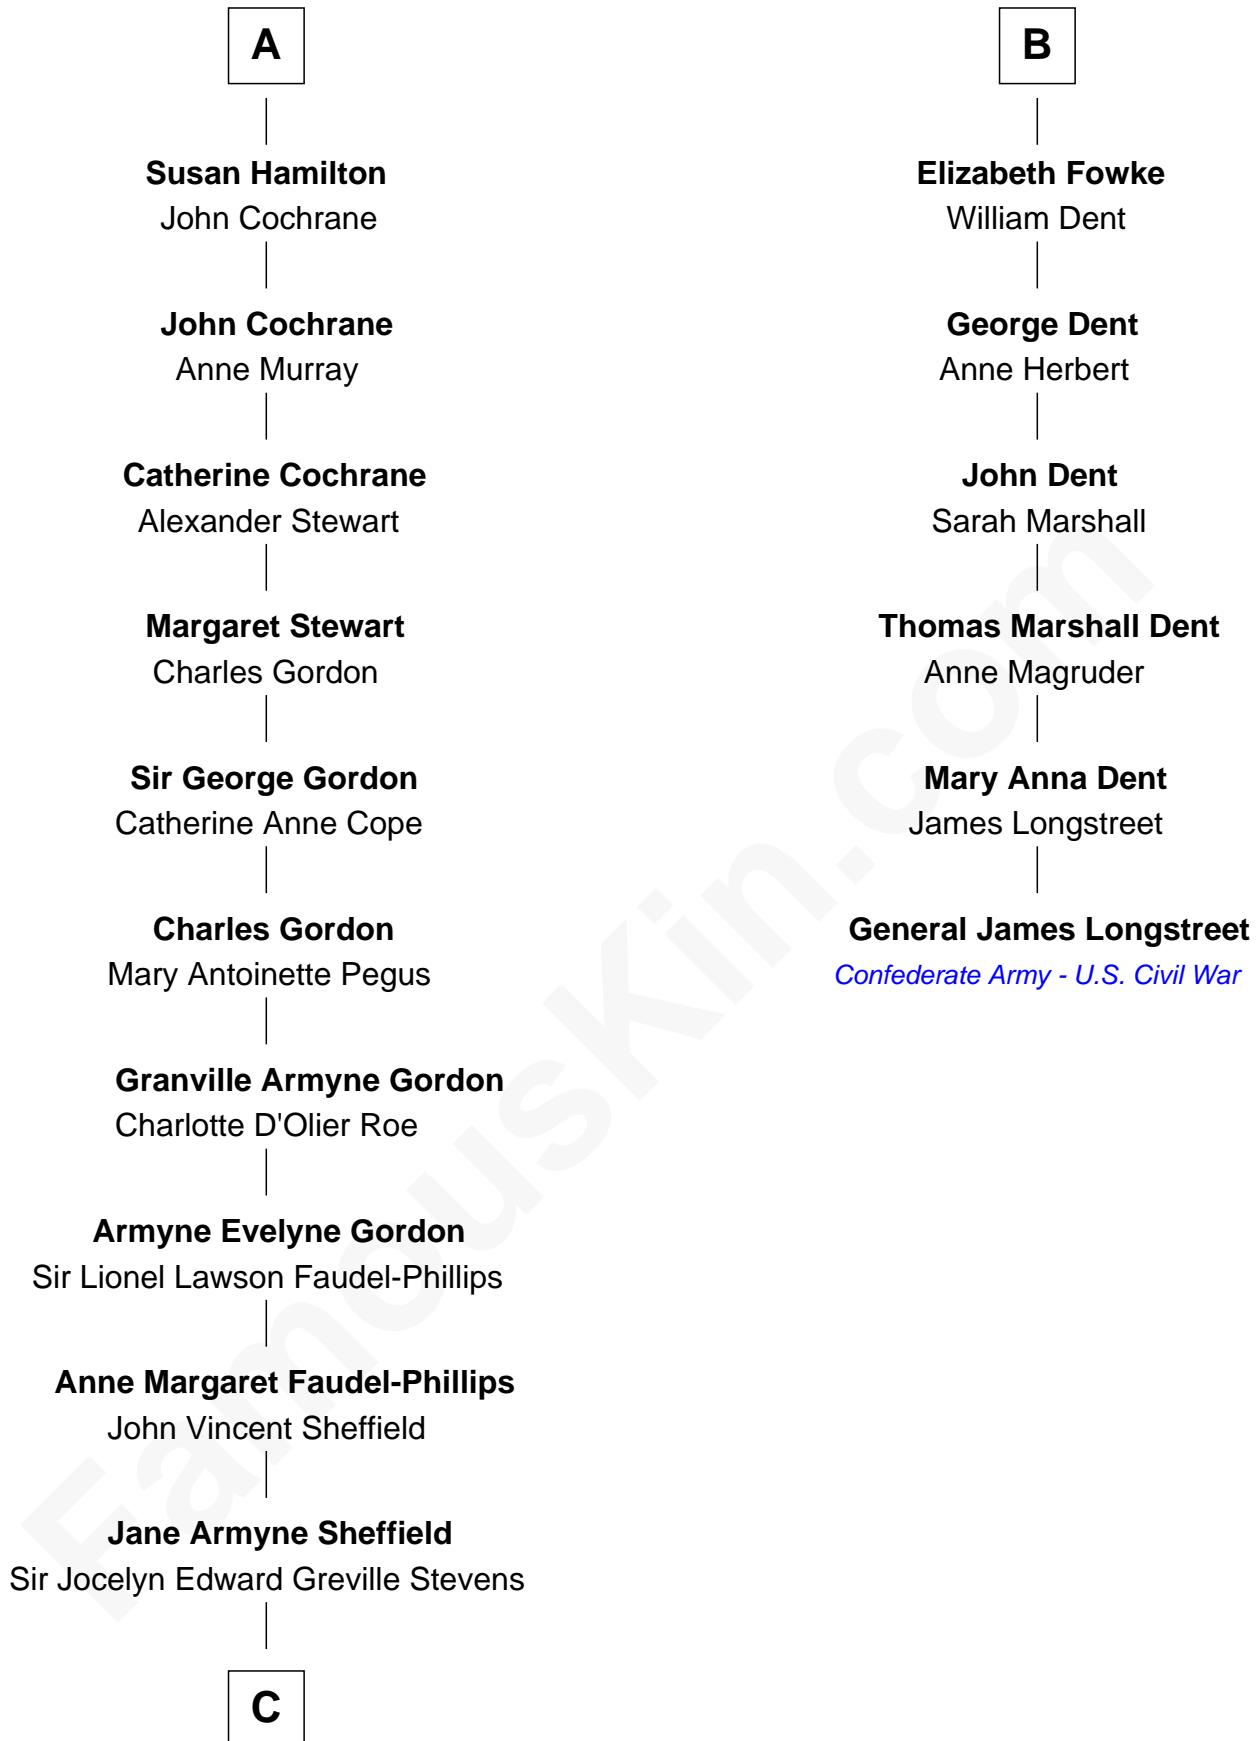 A
Susan Hamilton
John Cochrane
John Cochrane
Anne Murray
Catherine Cochrane
Alexander Stewart
Margaret Stewart
Charles Gordon
Sir George Gordon
Catherine Anne Cope
Charles Gordon
Mary Antoinette Pegus
Granville Armyne Gordon
Charlotte D'Olier Roe
Armyne Evelyne Gordon
Sir Lionel Lawson Faudel-Phillips
Anne Margaret Faudel-Phillips
John Vincent Sheffield
Jane Armyne Sheffield
Sir Jocelyn Edward Greville Stevens
C
B
Elizabeth Fowke
William Dent
George Dent
Anne Herbert
John Dent
Sarah Marshall
Thomas Marshall Dent
Anne Magruder
Mary Anna Dent
James Longstreet
General James Longstreet
Confederate Army - U.S. Civil War
FamousKin.com